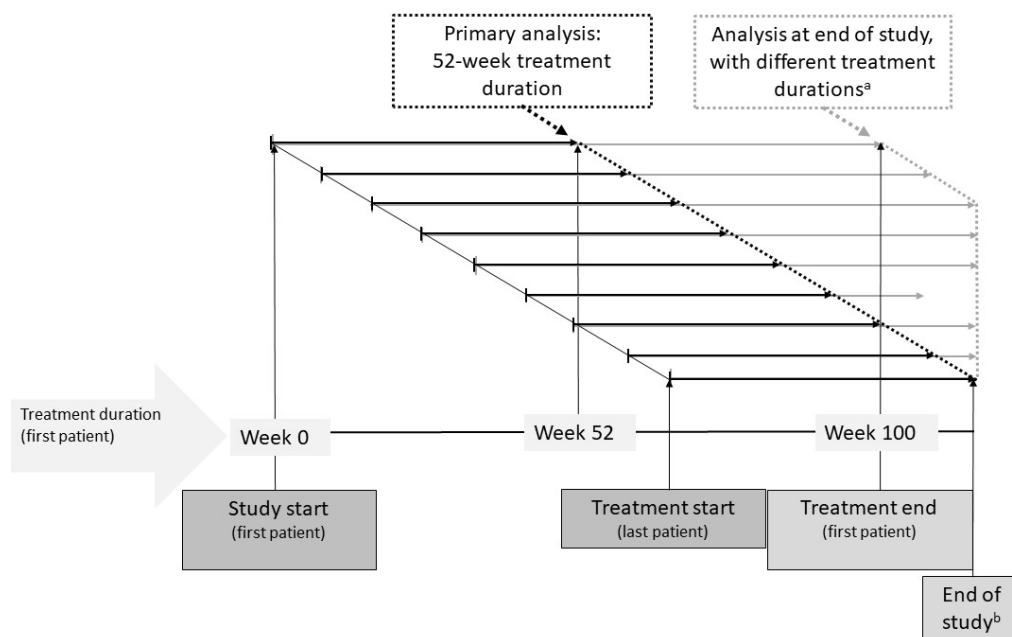 Primary analysis:
52-week treatment
duration
Analysis at end of study,
with different treatment
durationsᵃ
Treatment duration
(first patient)
Week 0
Week 52
Week 100
Study start
(first patient)
Treatment start
(last patient)
Treatment end
(first patient)
End of
studyᵇ